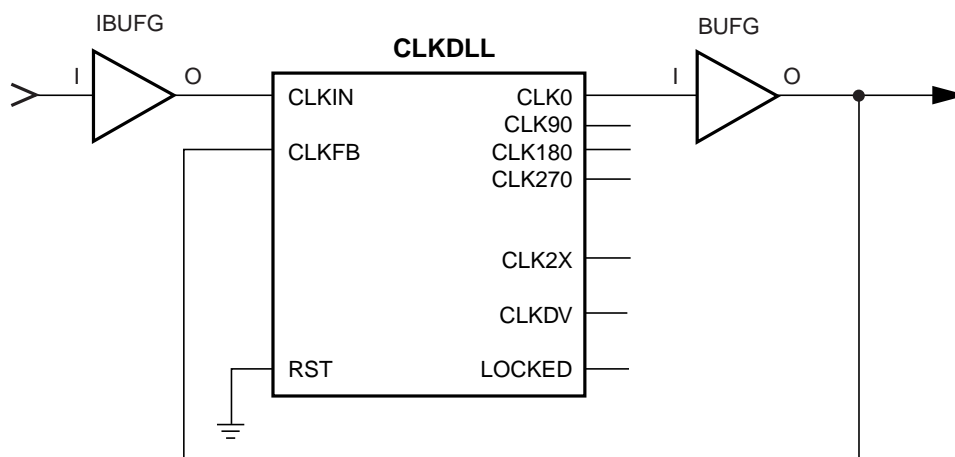 IBUFG
BUFG
CLKDLL
I
O
I
O
CLKIN
CLK0
CLK90
CLKFB
CLK180
CLK270
CLK2X
CLKDV
RST
LOCKED